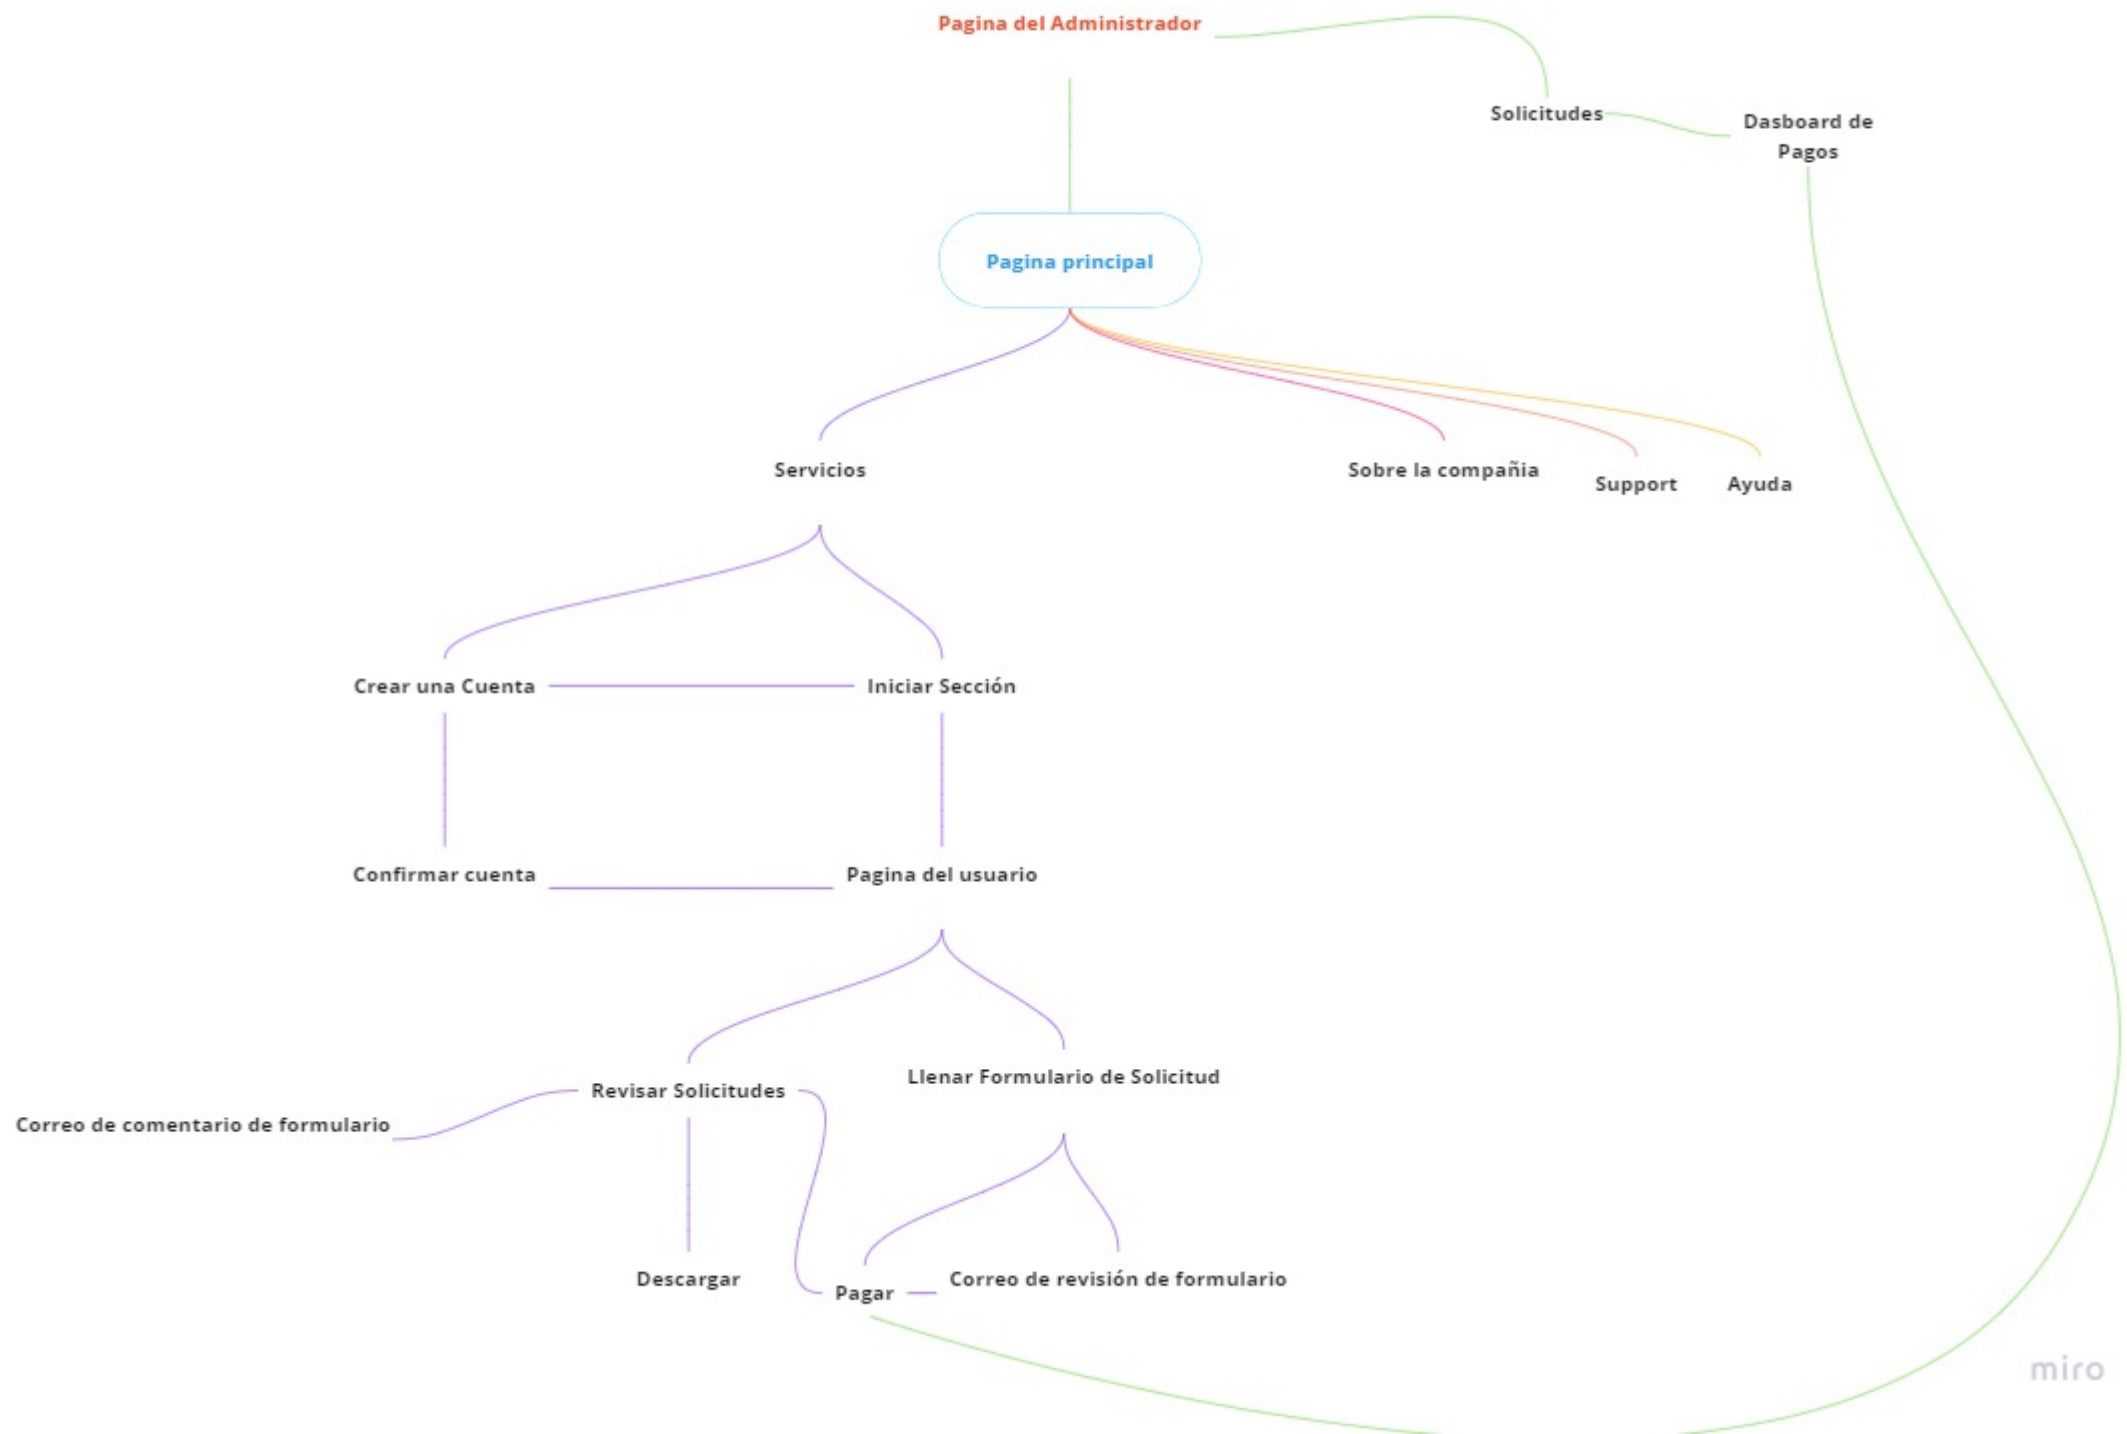 Pagina del Administrador
Solicitudes
Dasboard de
Pagos
Pagina principal
Servicios
Sobre la compañia
Support
Ayuda
Crear una Cuenta
Iniciar Sección
Confirmar cuenta
Pagina del usuario
Revisar Solicitudes
Llenar Formulario de Solicitud
Correo de comentario de formulario
Descargar
Pagar
Correo de revisión de formulario
miro